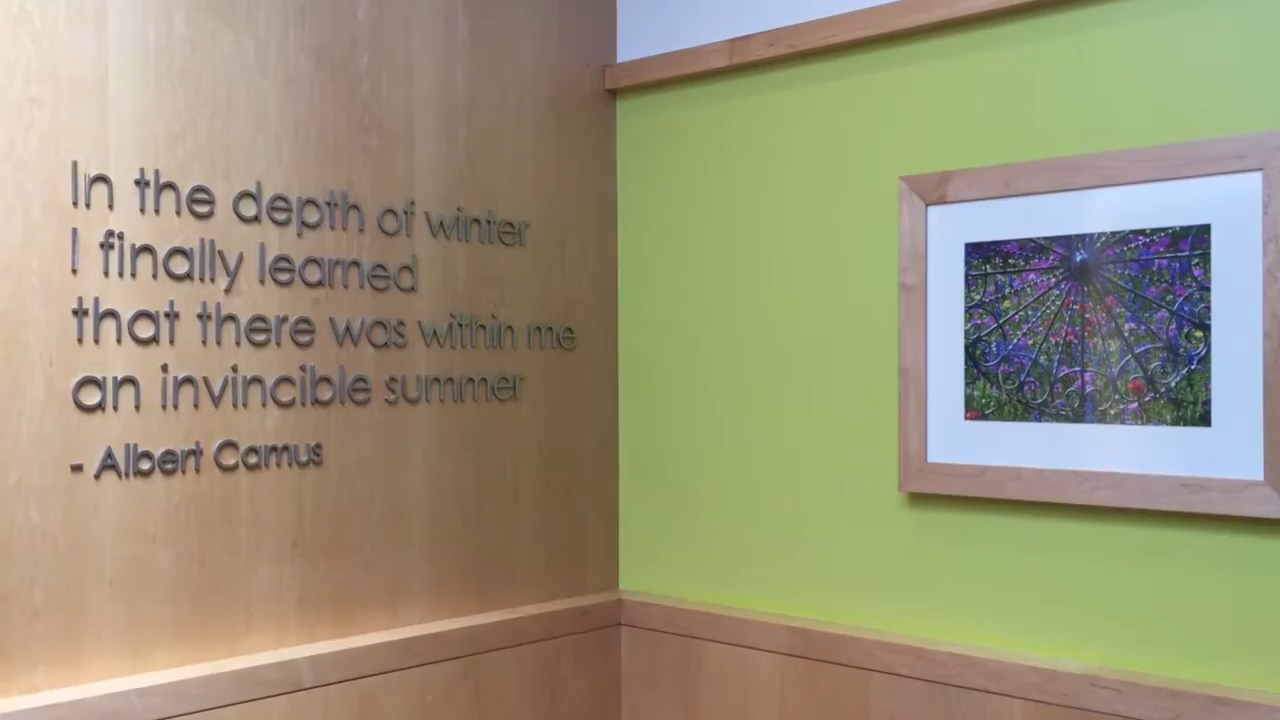 In the depth of winter
I finally learned
that there was within me
an invincible summer
- Albert Camus